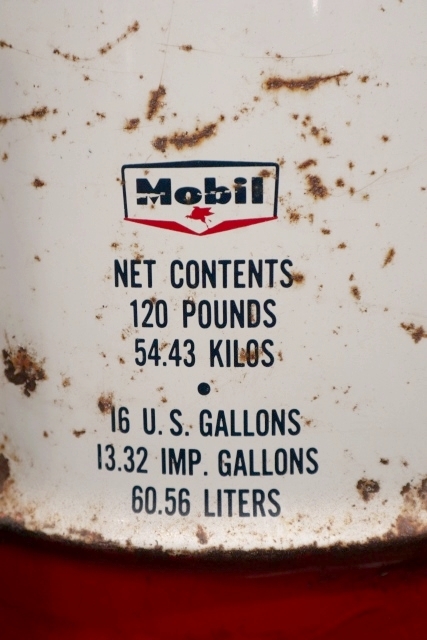 Mobil
NET CONTENTS
120 POUNDS
54.43 KILOS
•
16 U.S. GALLONS
13.32 IMP. GALLONS
60.56 LITERS